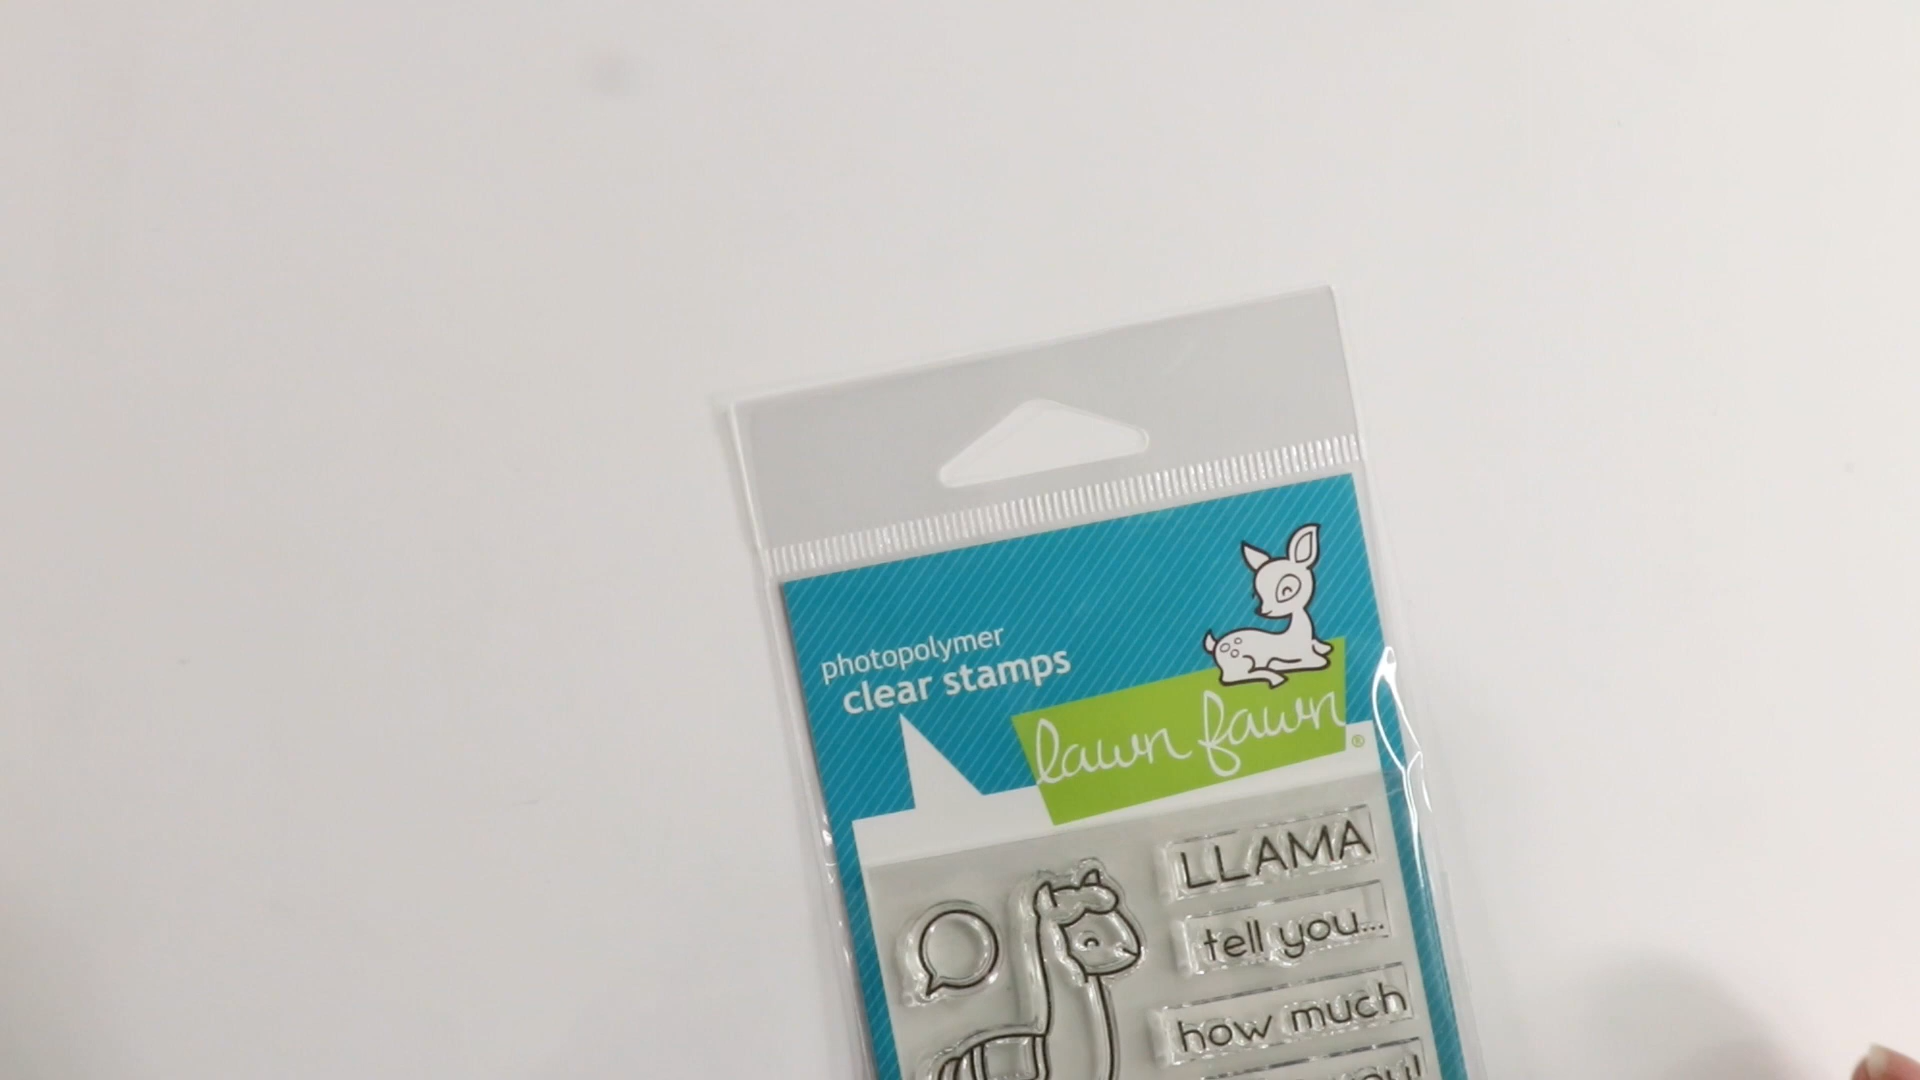 photopolymer
clear stamps
lawn fawn
®
LLAMA
tell you...
how much